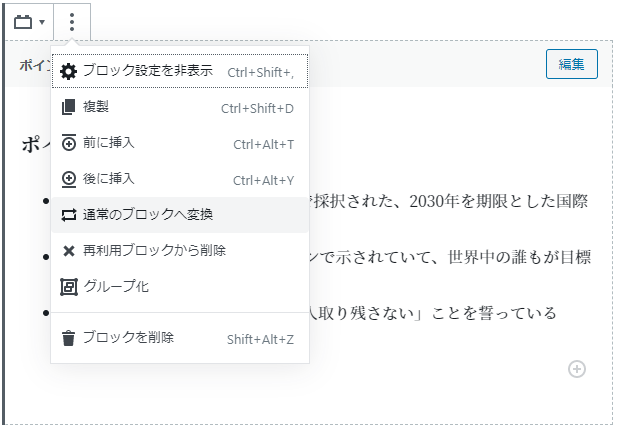 ポイン
編集
ブロック設定を非表示 Ctrl+Shift+,
複製 Ctrl+Shift+D
ポイ
前に挿入 Ctrl+Alt+T
後に挿入 Ctrl+Alt+Y
で採択された、2030年を期限とした国際
通常のブロックへ変換
再利用ブロックから削除
ンで示されていて、世界中の誰もが目標
グループ化
人取り残さない」ことを誓っている
ブロックを削除 Shift+Alt+Z